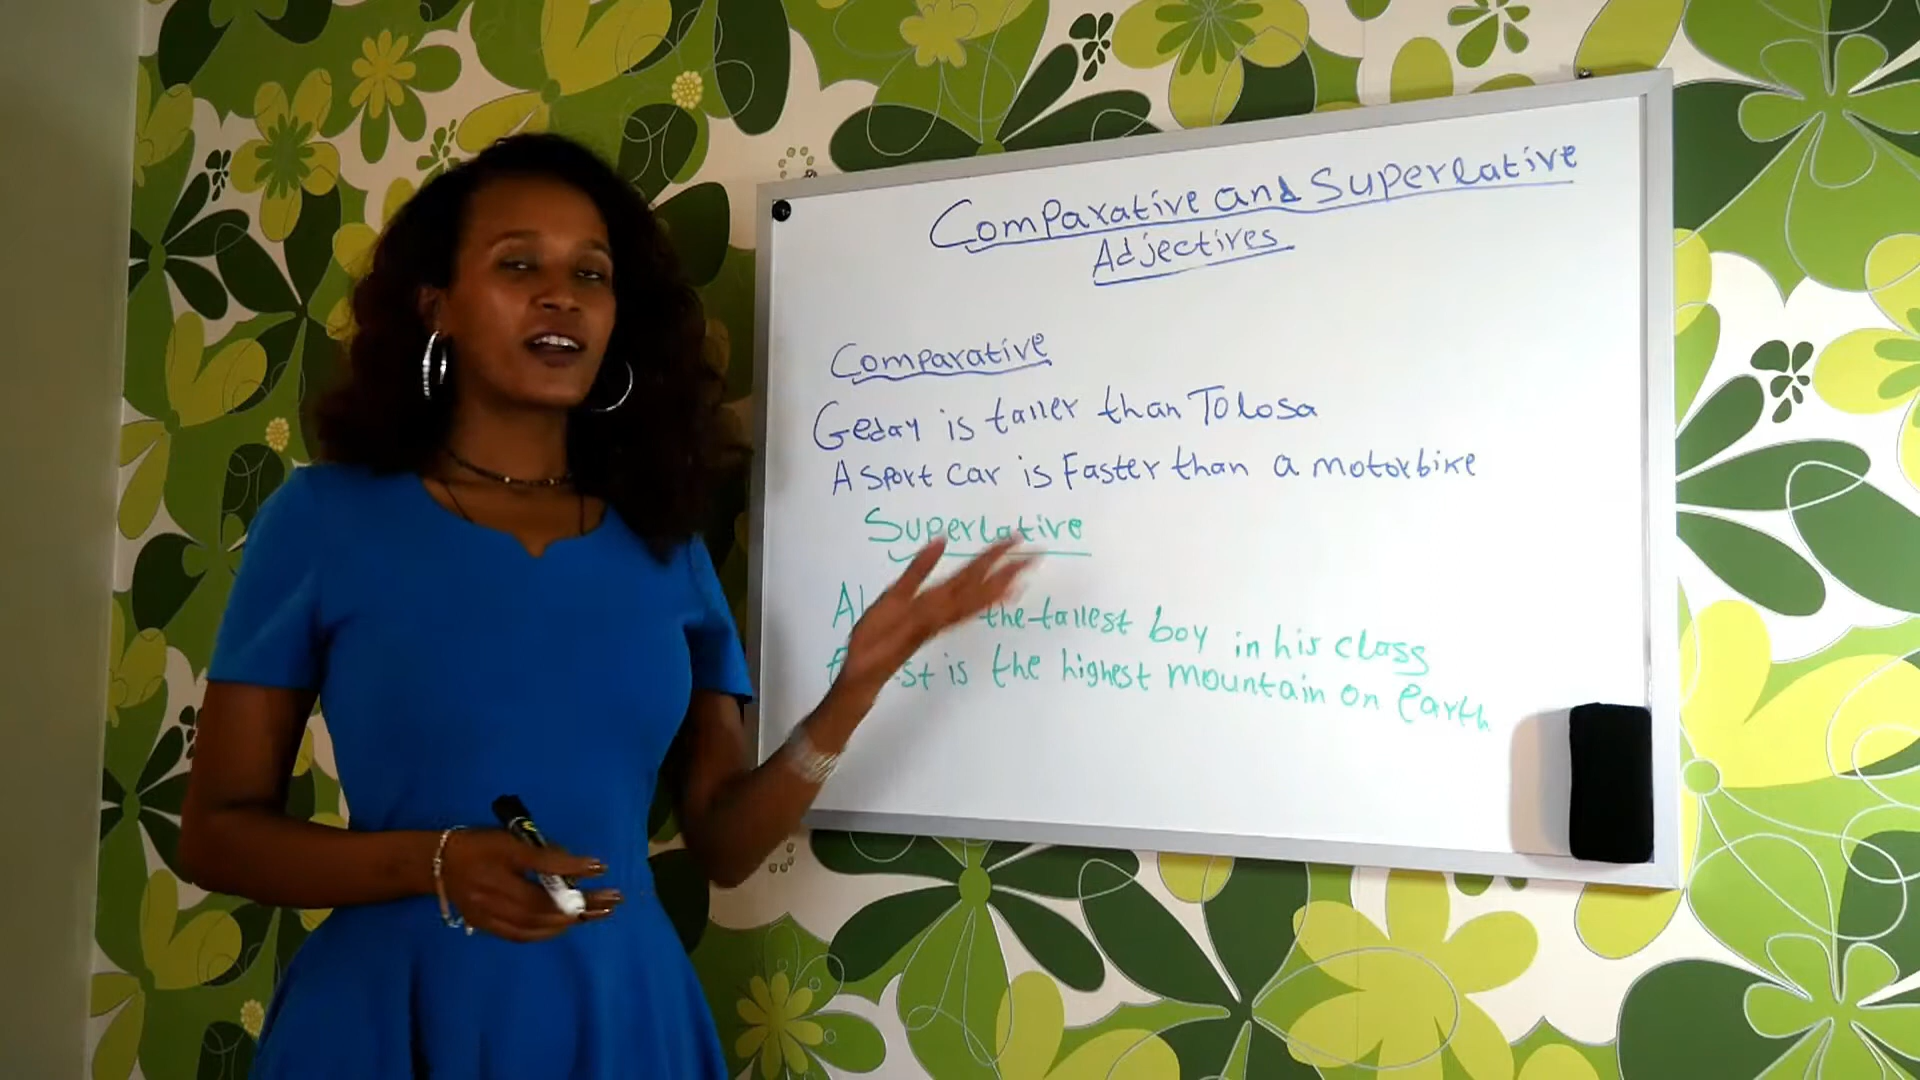 Comparative and Superlative
Adjectives
Comparative
Geday is taller than Tolosa
A sport car is Faster than a motorbike
Superlative
the tallest boy in his class
is the highest mountain on earth